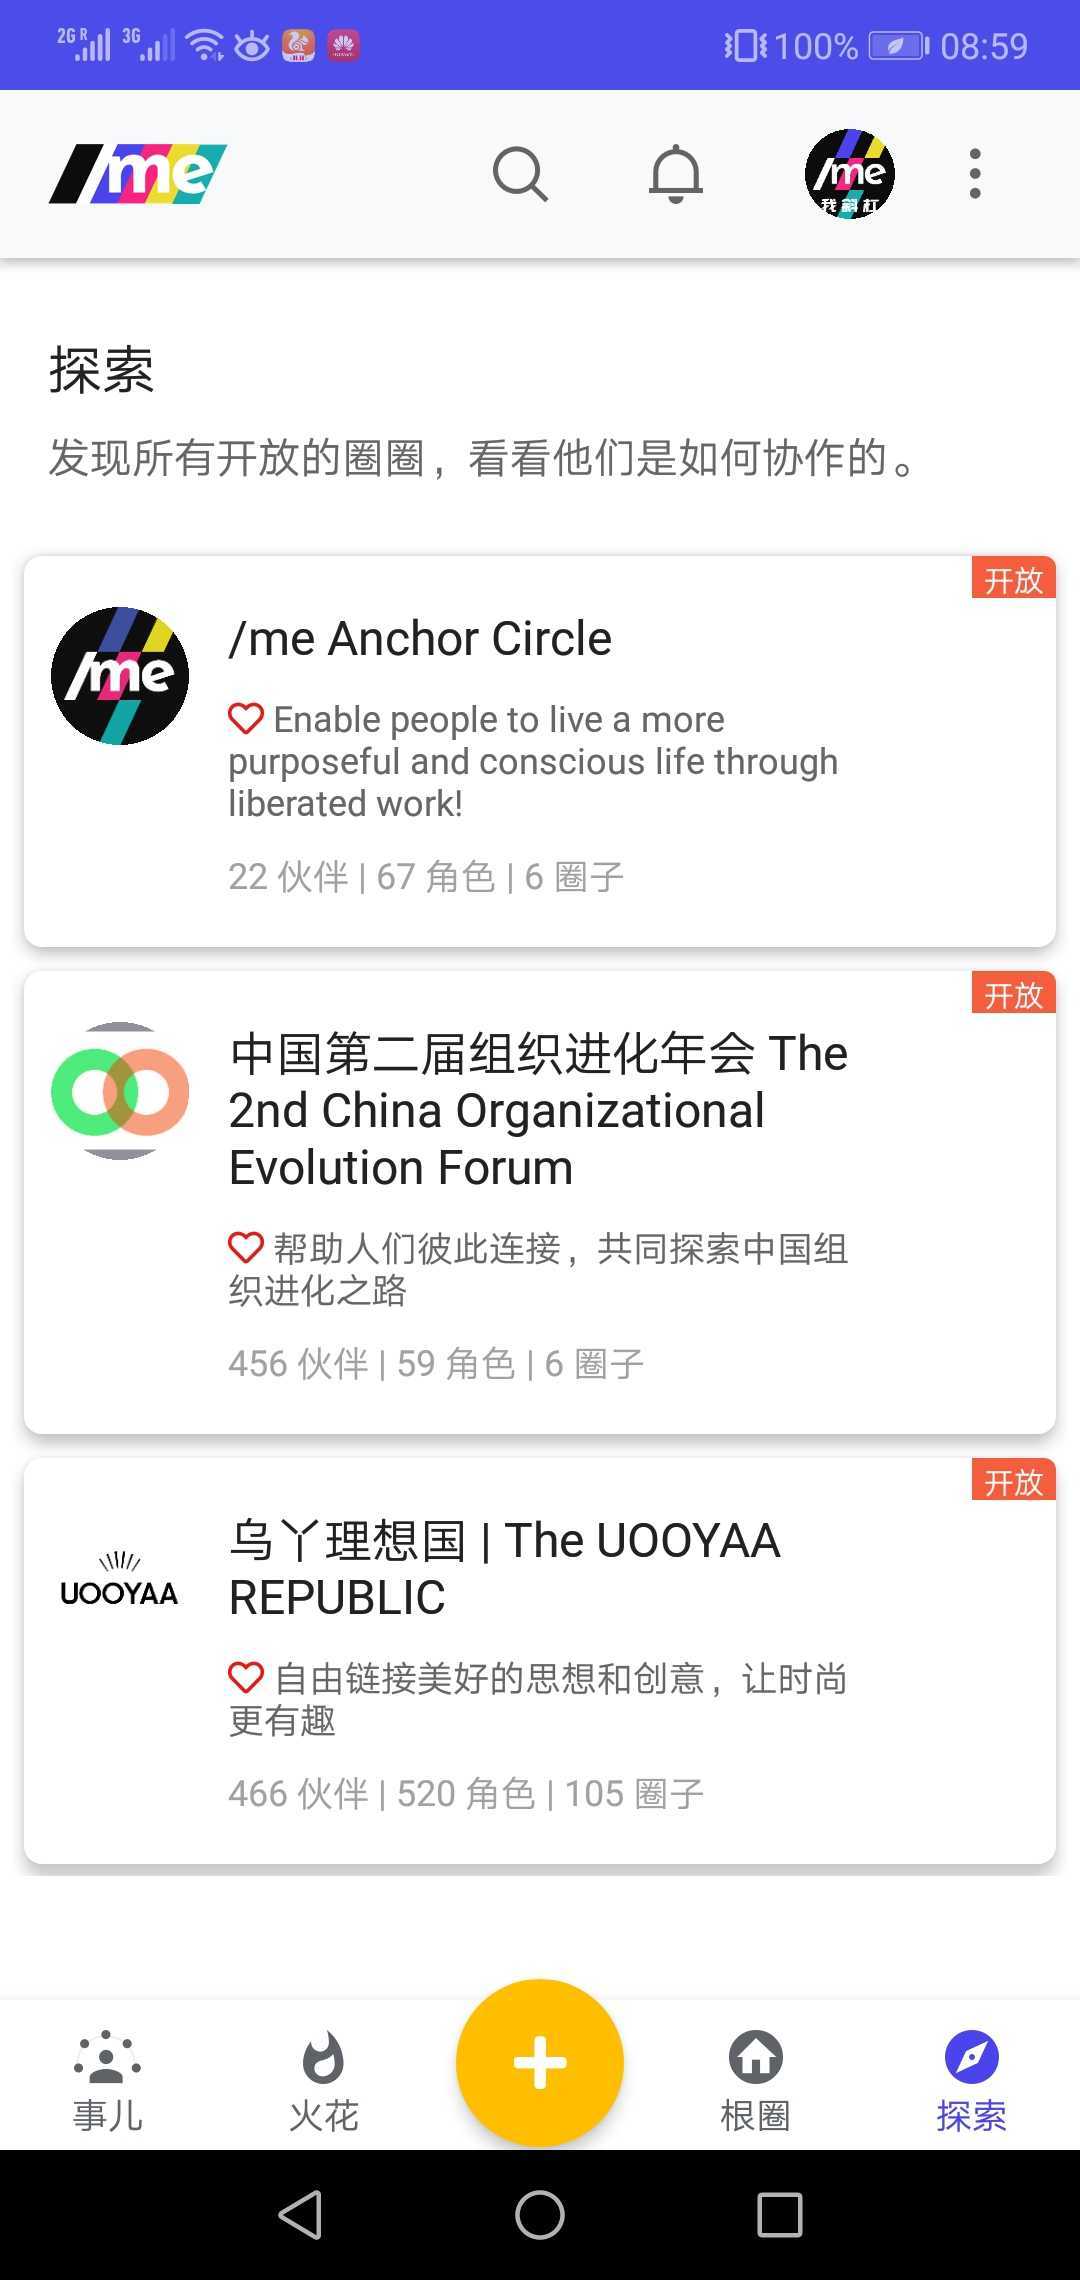 2G R 3G 100% 08:59
/me
/me
我斜杠
探索
发现所有开放的圈圈，看看他们是如何协作的。
开放
/me
/me Anchor Circle
Enable people to live a more
purposeful and conscious life through
liberated work!
22 伙伴 | 67 角色 | 6 圈子
开放
中国第二届组织进化年会 The
2nd China Organizational
Evolution Forum
帮助人们彼此连接，共同探索中国组
织进化之路
456 伙伴 | 59 角色 | 6 圈子
开放
UOOYAA
乌丫理想国 | The UOOYAA
REPUBLIC
自由链接美好的思想和创意，让时尚
更有趣
466 伙伴 | 520 角色 | 105 圈子
事儿
火花
根圈
探索